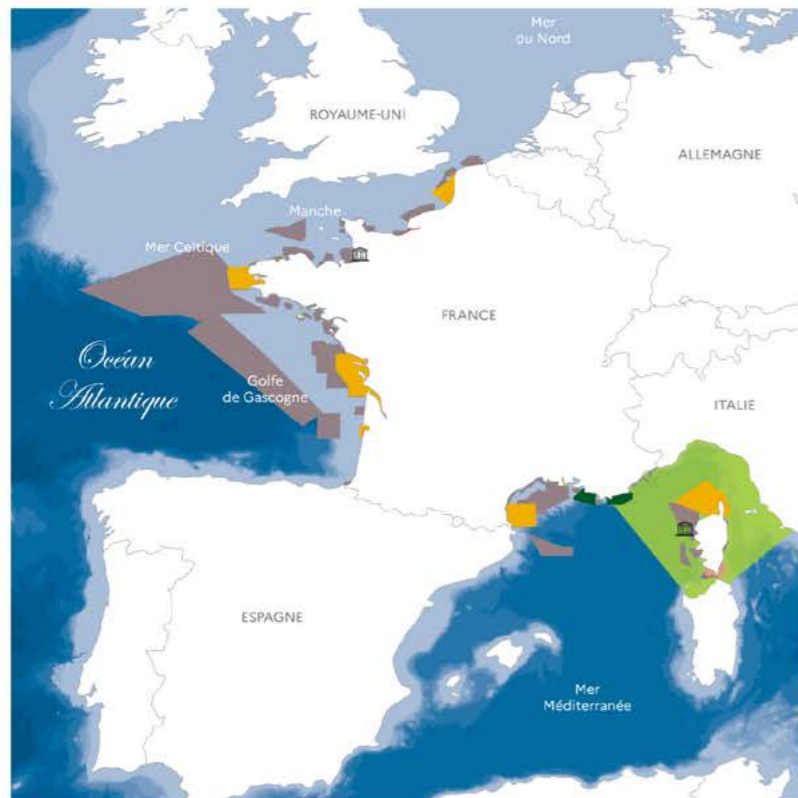 Mer
du Nord
ROYAUME-UNI
ALLEMAGNE
Manche
Mer Celtique
FRANCE
Océan
Atlantique
Golfe
de Gascogne
ITALIE
ESPAGNE
Mer
Méditerranée